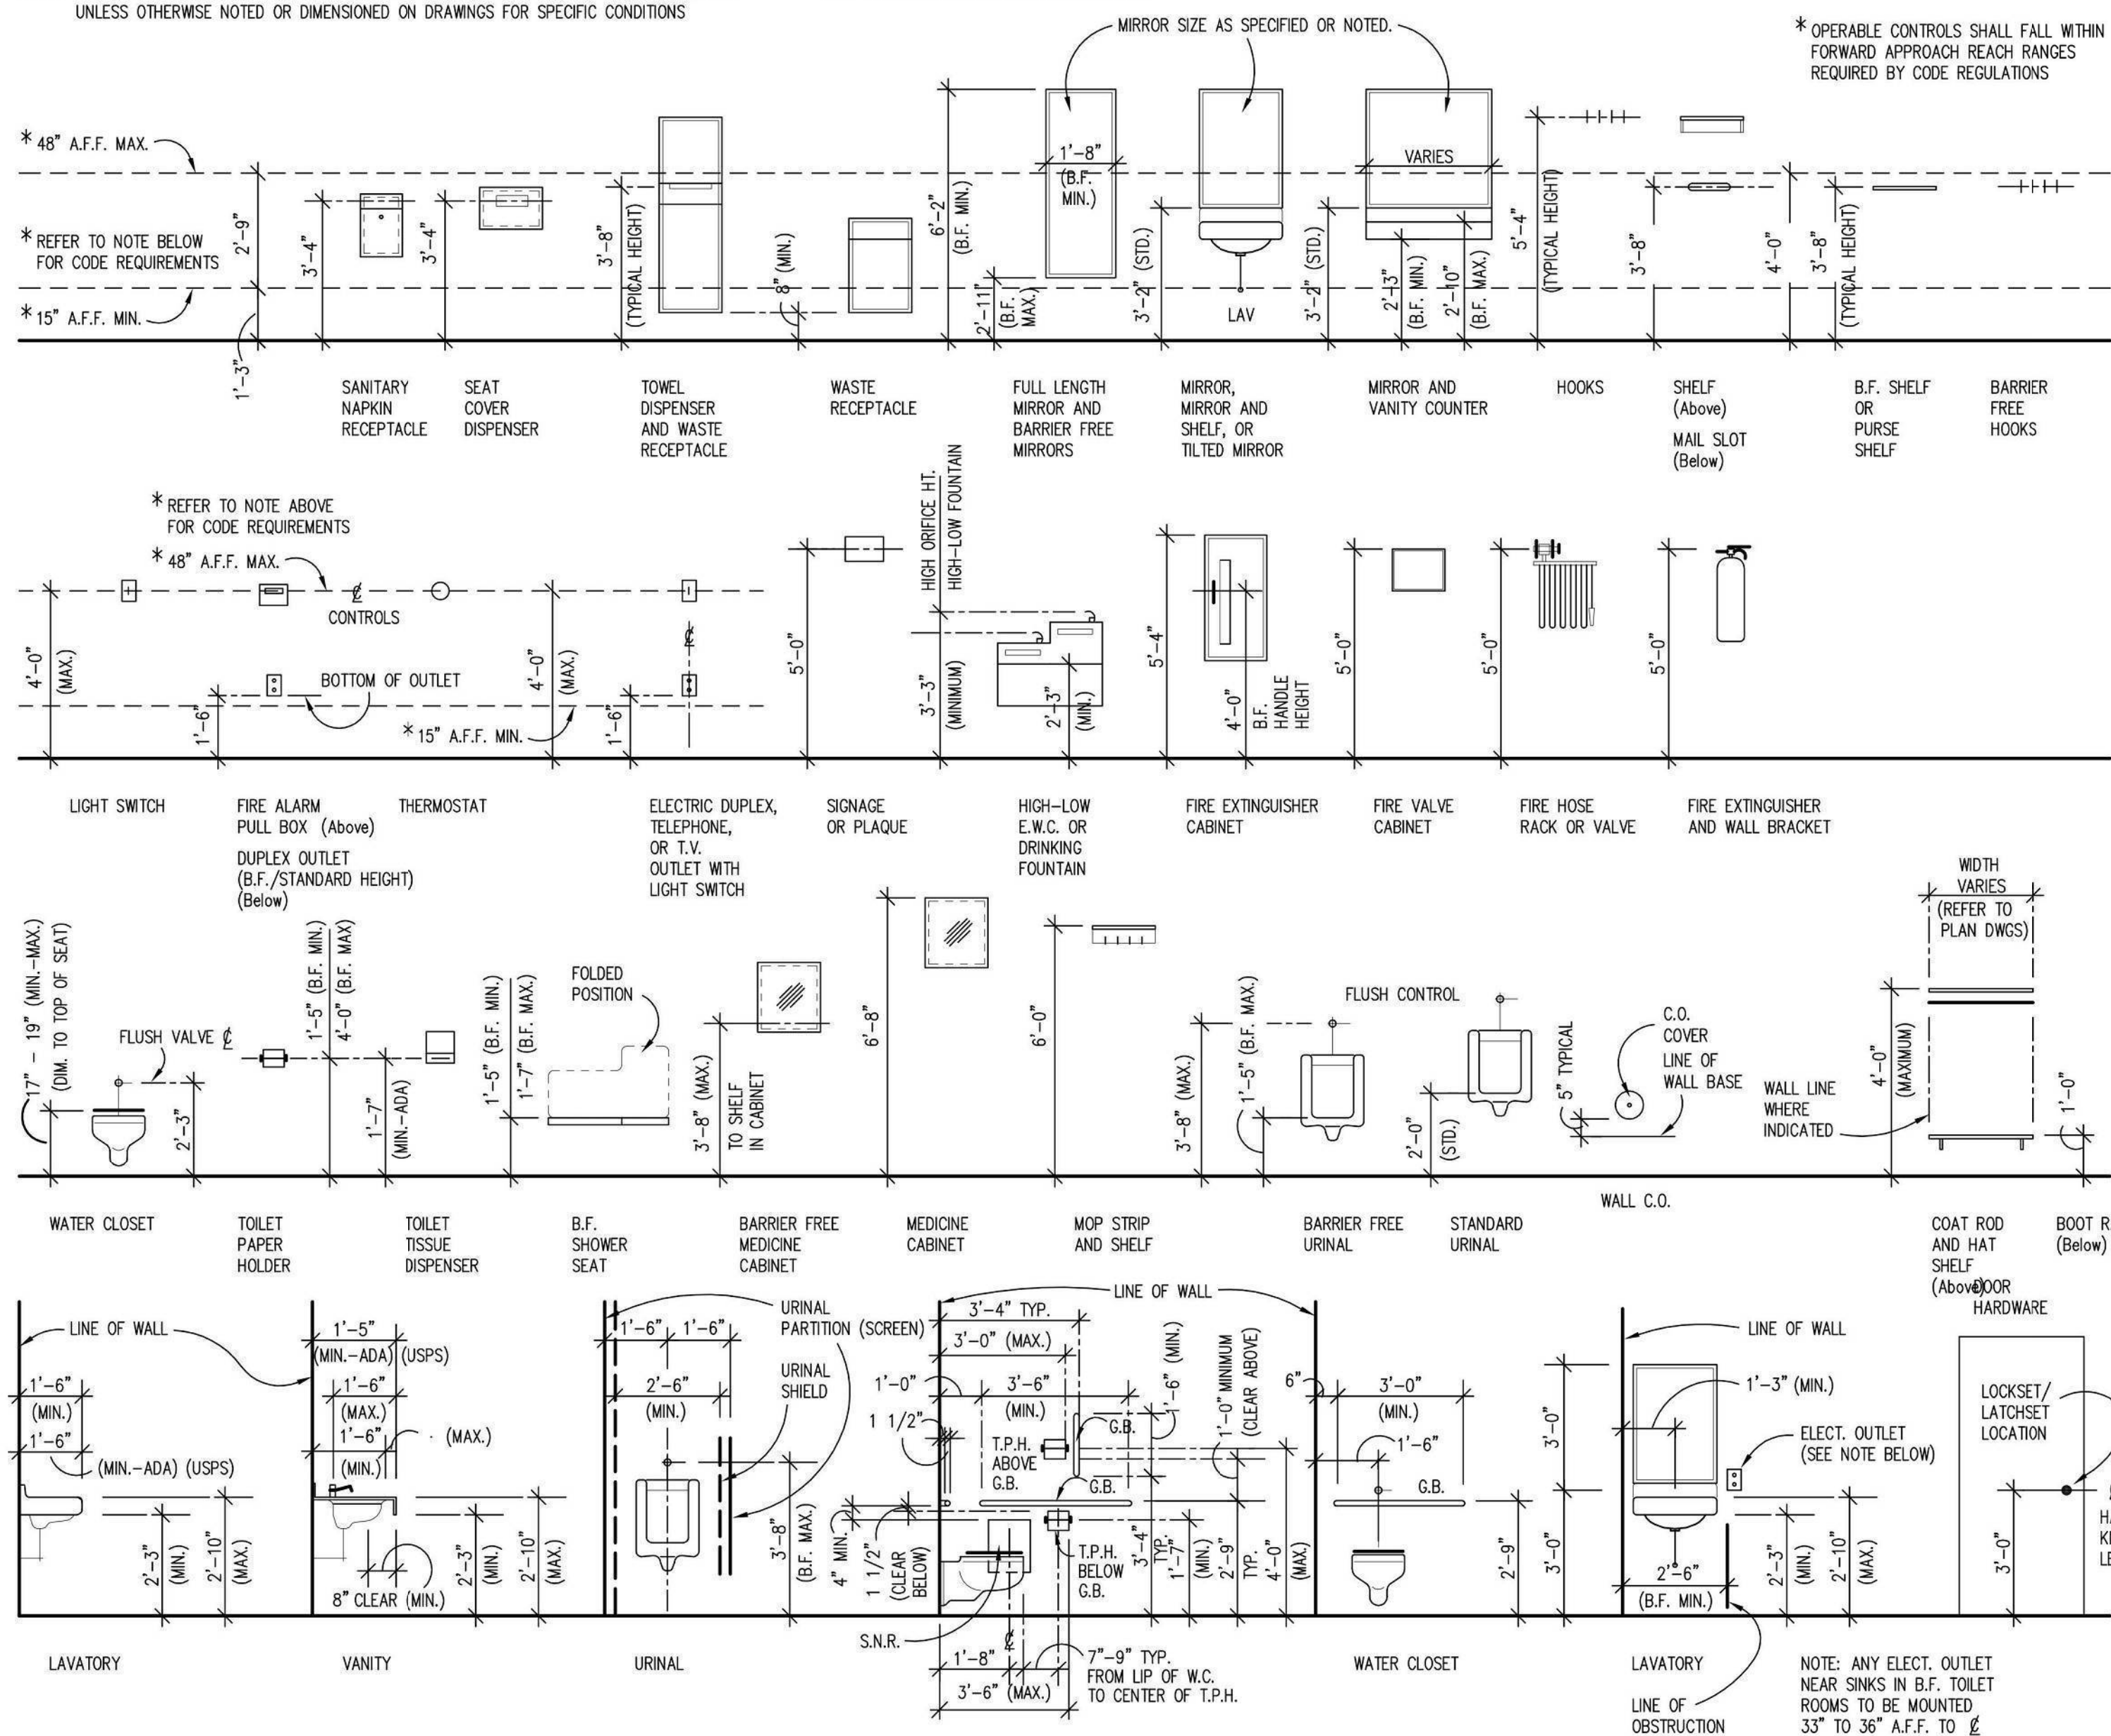 UNLESS OTHERWISE NOTED OR DIMENSIONED ON DRAWINGS FOR SPECIFIC CONDITIONS
MIRROR SIZE AS SPECIFIED OR NOTED.
* OPERABLE CONTROLS SHALL FALL WITHIN
FORWARD APPROACH REACH RANGES
REQUIRED BY CODE REGULATIONS
* 48" A.F.F. MAX.
* REFER TO NOTE BELOW
FOR CODE REQUIREMENTS
* 15" A.F.F. MIN.
2'-9"
1'-3"
3'-4"
3'-4"
3'-8"
(TYPICAL HEIGHT)
8" (MIN.)
6'-2"
(B.F. MIN.)
2'-11"
(B.F.
MAX.)
1'-8"
(B.F.
MIN.)
3'-2" (STD.)
LAV
3'-2" (STD.)
VARIES
2'-3"
(B.F. MIN.)
2'-10"
(B.F. MAX.)
5'-4"
(TYPICAL HEIGHT)
3'-8"
4'-0"
3'-8"
(TYPICAL HEIGHT)
SANITARY
NAPKIN
RECEPTACLE
SEAT
COVER
DISPENSER
TOWEL
DISPENSER
AND WASTE
RECEPTACLE
WASTE
RECEPTACLE
FULL LENGTH
MIRROR AND
BARRIER FREE
MIRRORS
MIRROR,
MIRROR AND
SHELF, OR
TILTED MIRROR
MIRROR AND
VANITY COUNTER
HOOKS
SHELF
(Above)
MAIL SLOT
(Below)
B.F. SHELF
OR
PURSE
SHELF
BARRIER
FREE
HOOKS
* REFER TO NOTE ABOVE
FOR CODE REQUIREMENTS
* 48" A.F.F. MAX.
℄
CONTROLS
4'-0"
(MAX.)
1'-6"
BOTTOM OF OUTLET
* 15" A.F.F. MIN.
4'-0"
(MAX.)
1'-6"
℄
5'-0"
HIGH ORIFICE HT.
HIGH-LOW FOUNTAIN
3'-3"
(MINIMUM)
2'-3"
(MIN.)
5'-4"
4'-0"
B.F.
HANDLE
HEIGHT
5'-0"
5'-0"
5'-0"
LIGHT SWITCH
FIRE ALARM
PULL BOX (Above)
DUPLEX OUTLET
(B.F./STANDARD HEIGHT)
(Below)
THERMOSTAT
ELECTRIC DUPLEX,
TELEPHONE,
OR T.V.
OUTLET WITH
LIGHT SWITCH
SIGNAGE
OR PLAQUE
HIGH-LOW
E.W.C. OR
DRINKING
FOUNTAIN
FIRE EXTINGUISHER
CABINET
FIRE VALVE
CABINET
FIRE HOSE
RACK OR VALVE
FIRE EXTINGUISHER
AND WALL BRACKET
17" - 19" (MIN.-MAX.)
(DIM. TO TOP OF SEAT)
FLUSH VALVE ℄
2'-3"
1'-5" (B.F. MIN.)
4'-0" (B.F. MAX)
1'-7"
(MIN.-ADA)
1'-5" (B.F. MIN.)
1'-7" (B.F. MAX.)
FOLDED
POSITION
3'-8" (MAX.)
TO SHELF
IN CABINET
6'-8"
6'-0"
3'-8" (MAX.)
1'-5" (B.F. MAX.)
FLUSH CONTROL
2'-0"
(STD.)
5" TYPICAL
C.O.
COVER
LINE OF
WALL BASE
WALL LINE
WHERE
INDICATED
WIDTH
VARIES
(REFER TO
PLAN DWGS)
4'-0"
(MAXIMUM)
1'-0"
WATER CLOSET
TOILET
PAPER
HOLDER
TOILET
TISSUE
DISPENSER
B.F.
SHOWER
SEAT
BARRIER FREE
MEDICINE
CABINET
MEDICINE
CABINET
MOP STRIP
AND SHELF
BARRIER FREE
URINAL
STANDARD
URINAL
WALL C.O.
COAT ROD
AND HAT
SHELF
(Above)
BOOT R
(Below)
DOOR
HARDWARE
LINE OF WALL
1'-6"
(MIN.)
1'-6"
(MIN.-ADA) (USPS)
2'-3"
(MIN.)
2'-10"
(MAX.)
1'-5"
(MIN.-ADA) (USPS)
1'-6"
(MAX.)
1'-6"
(MAX.)
(MIN.)
8" CLEAR (MIN.)
2'-3"
(MIN.)
2'-10"
(MAX.)
1'-6"
1'-6"
2'-6"
(MIN.)
URINAL
PARTITION (SCREEN)
URINAL
SHIELD
3'-8"
(B.F. MAX.)
LINE OF WALL
3'-4" TYP.
3'-0" (MAX.)
1'-0"
3'-6"
(MIN.)
1 1/2"
T.P.H.
ABOVE
G.B.
G.B.
G.B.
1'-6" (MIN.)
1'-0" MINIMUM
(CLEAR ABOVE)
4" MIN.
1 1/2"
(CLEAR
BELOW)
T.P.H.
BELOW
G.B.
3'-4"
TYP.
1'-7"
(MIN.)
2'-9"
TYP.
4'-0"
(MAX.)
S.N.R.
℄
1'-8"
3'-6" (MAX.)
7"-9" TYP.
FROM LIP OF W.C.
TO CENTER OF T.P.H.
6"
3'-0"
(MIN.)
1'-6"
G.B.
2'-9"
LINE OF WALL
1'-3" (MIN.)
3'-0"
3'-0"
ELECT. OUTLET
(SEE NOTE BELOW)
2'-6"
(B.F. MIN.)
2'-3"
(MIN.)
2'-10"
(MAX.)
LOCKSET/
LATCHSET
LOCATION
3'-0"
LAVATORY
VANITY
URINAL
WATER CLOSET
LAVATORY
LINE OF
OBSTRUCTION
NOTE: ANY ELECT. OUTLET
NEAR SINKS IN B.F. TOILET
ROOMS TO BE MOUNTED
33" TO 36" A.F.F. TO ℄